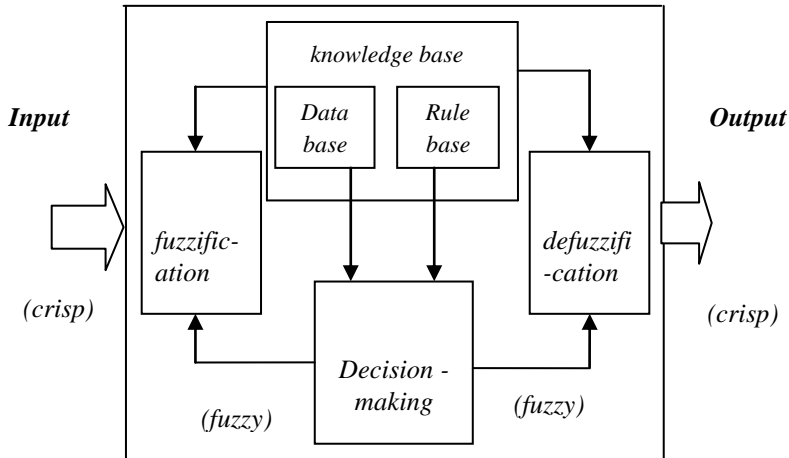 knowledge base
Data
base
Rule
base
Input
Output
fuzzific-
ation
defuzzifi
-cation
(crisp)
(crisp)
Decision -
making
(fuzzy)
(fuzzy)